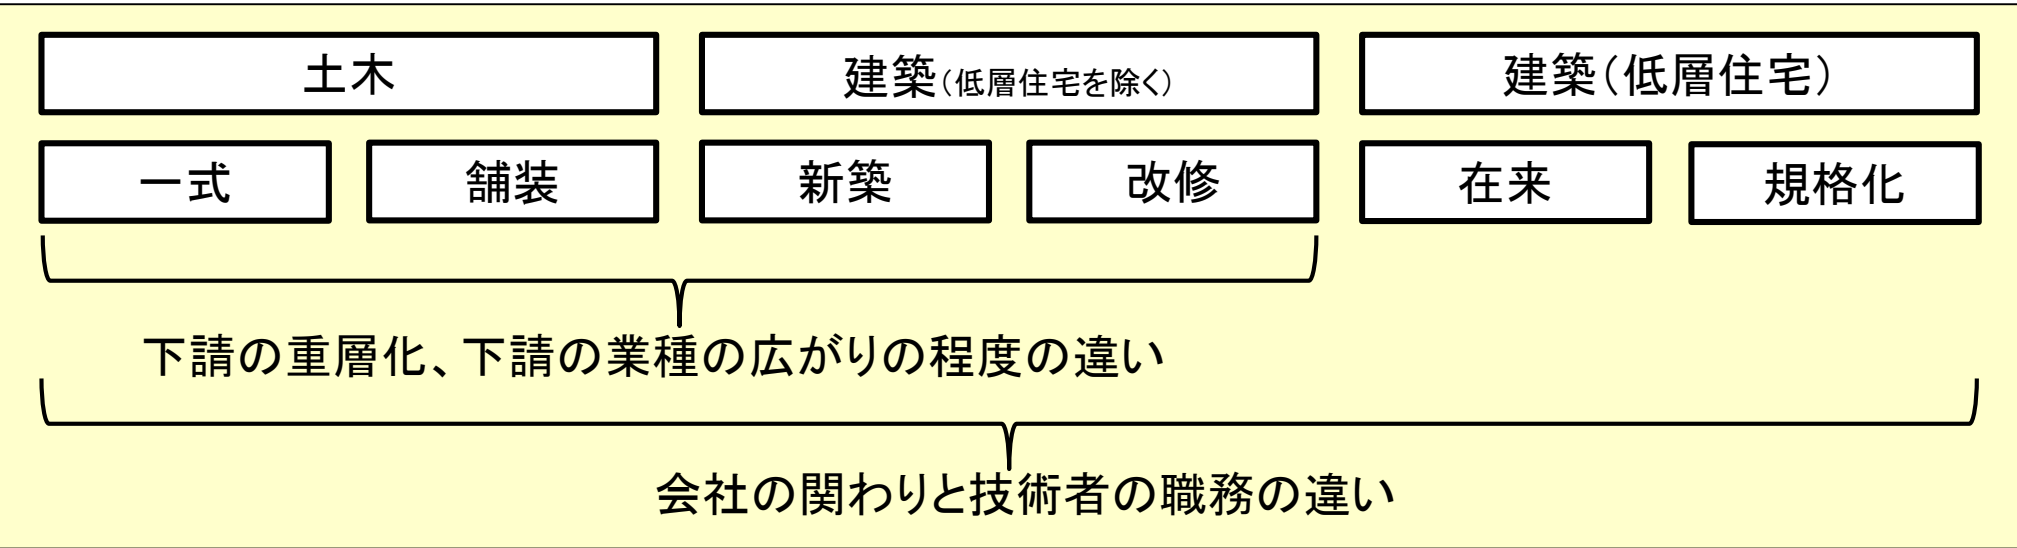 土木
建築（低層住宅を除く）
建築（低層住宅）
一式
舗装
新築
改修
在来
規格化
下請の重層化、下請の業種の広がりの程度の違い
会社の関わりと技術者の職務の違い